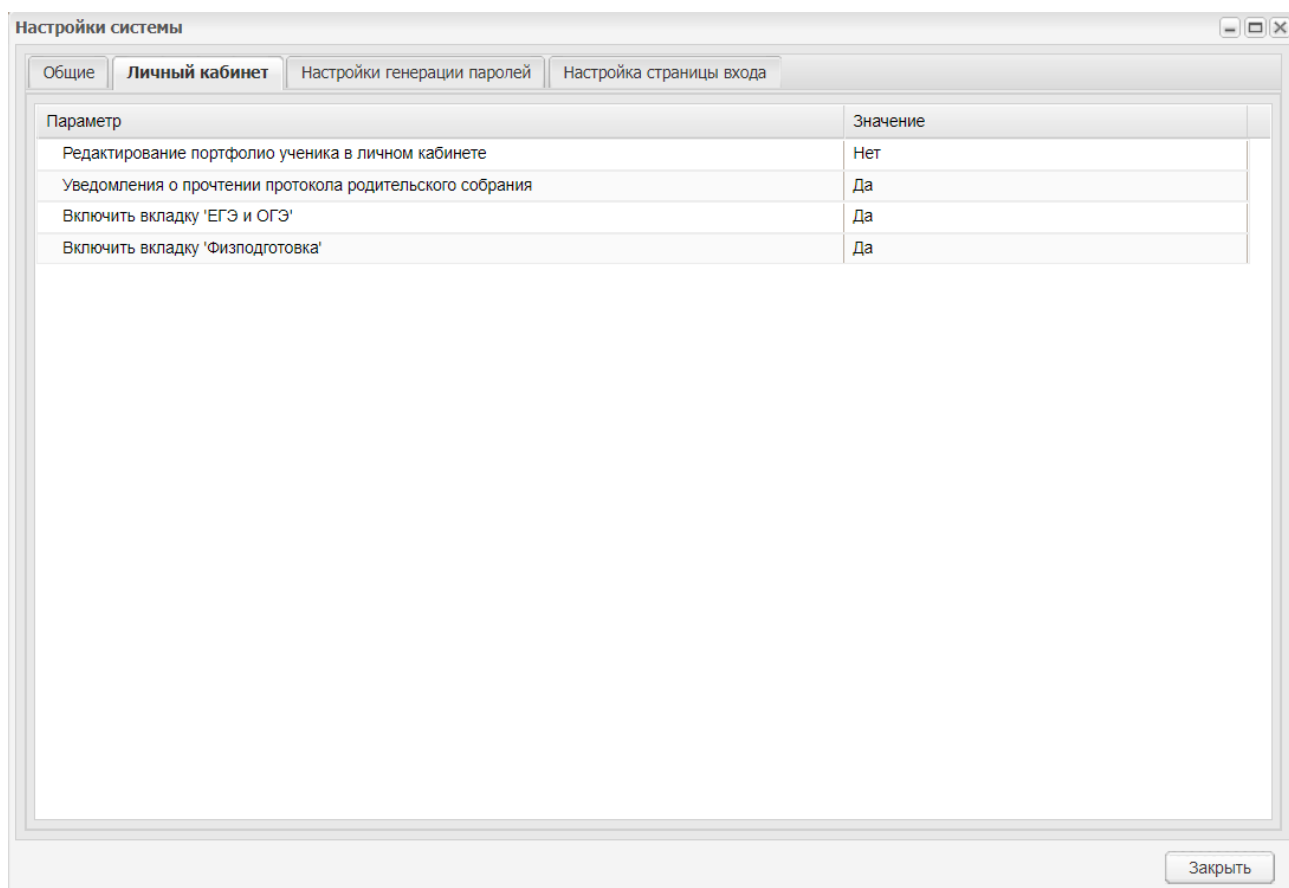 Настройки системы
Общие Личный кабинет Настройки генерации паролей Настройка страницы входа
Параметр Значение
Редактирование портфолио ученика в личном кабинете Нет
Уведомления о прочтении протокола родительского собрания Да
Включить вкладку 'ЕГЭ и ОГЭ' Да
Включить вкладку 'Физподготовка' Да
Закрыть